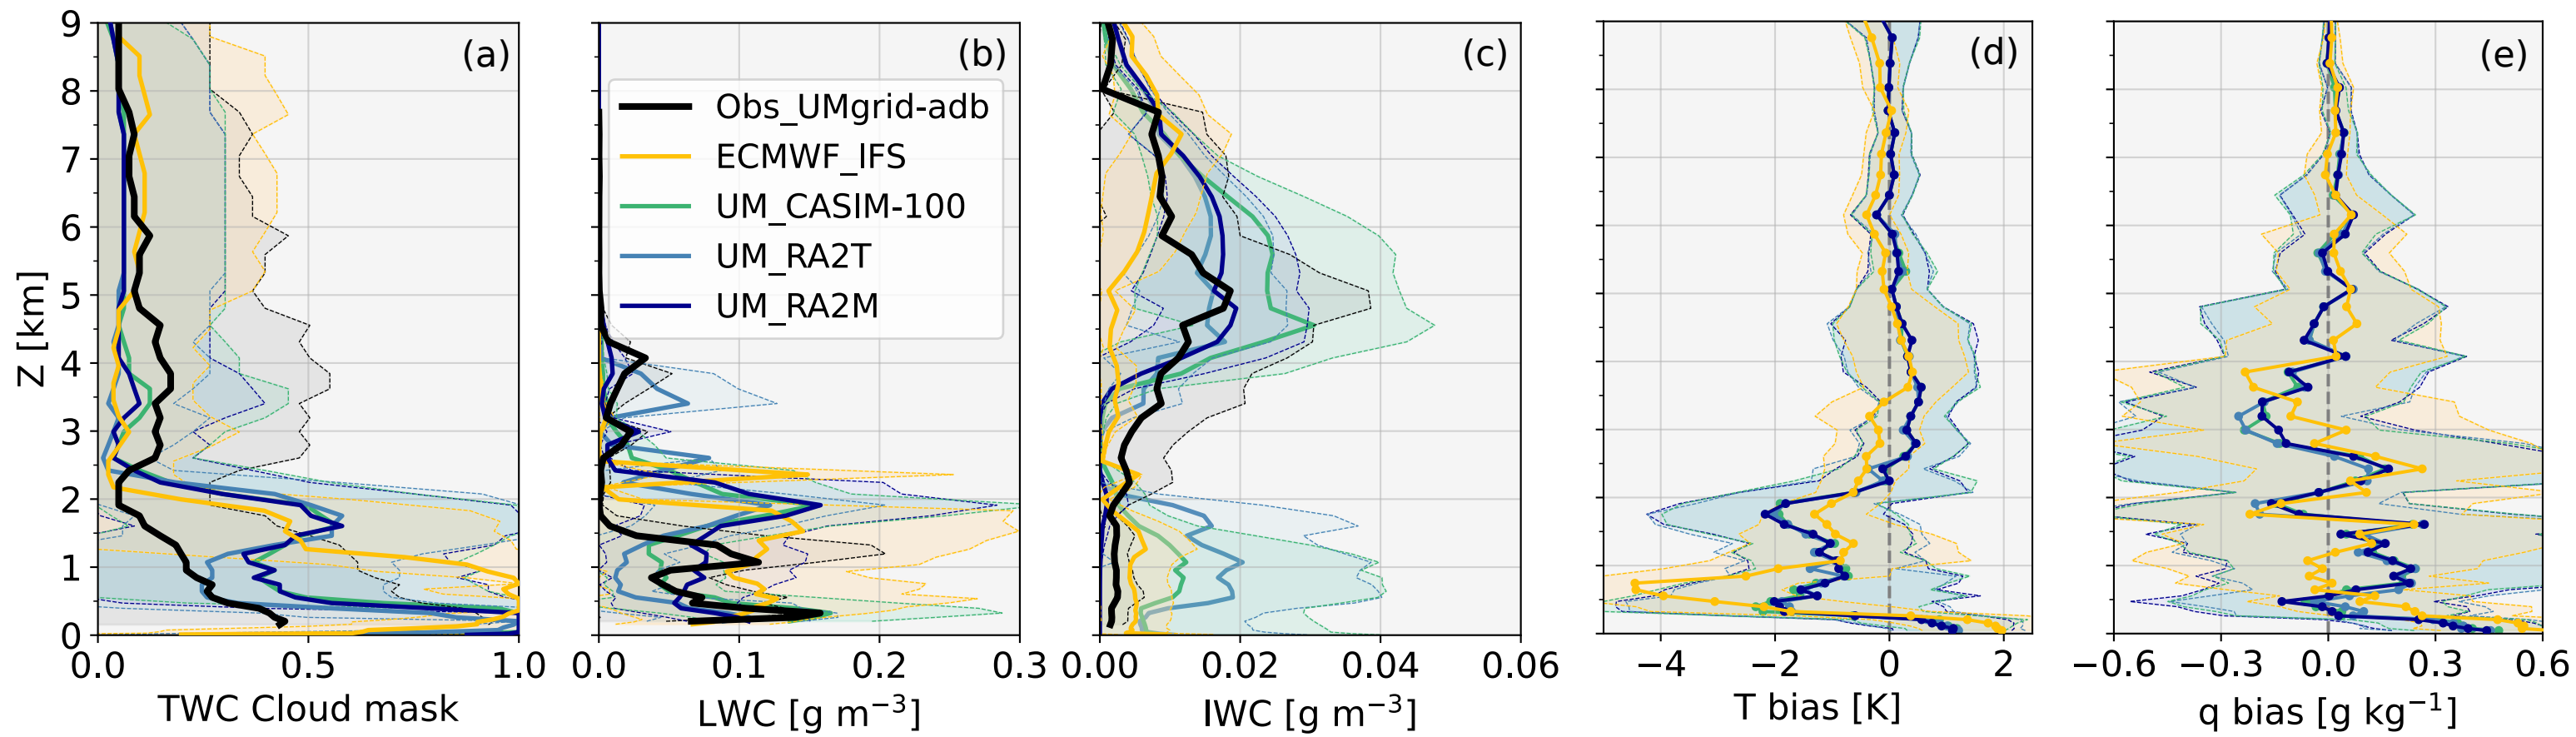 (a)
(b)
(c)
(d)
(e)
Obs_UMgrid-adb
ECMWF_IFS
UM_CASIM-100
UM_RA2T
UM_RA2M
Z [km]
9
8
7
6
5
4
3
2
1
0
0.0 0.5 1.0
TWC Cloud mask
0.0 0.1 0.2 0.3
LWC [g m⁻³]
0.00 0.02 0.04 0.06
IWC [g m⁻³]
−4 −2 0 2
T bias [K]
−0.6 −0.3 0.0 0.3 0.6
q bias [g kg⁻¹]